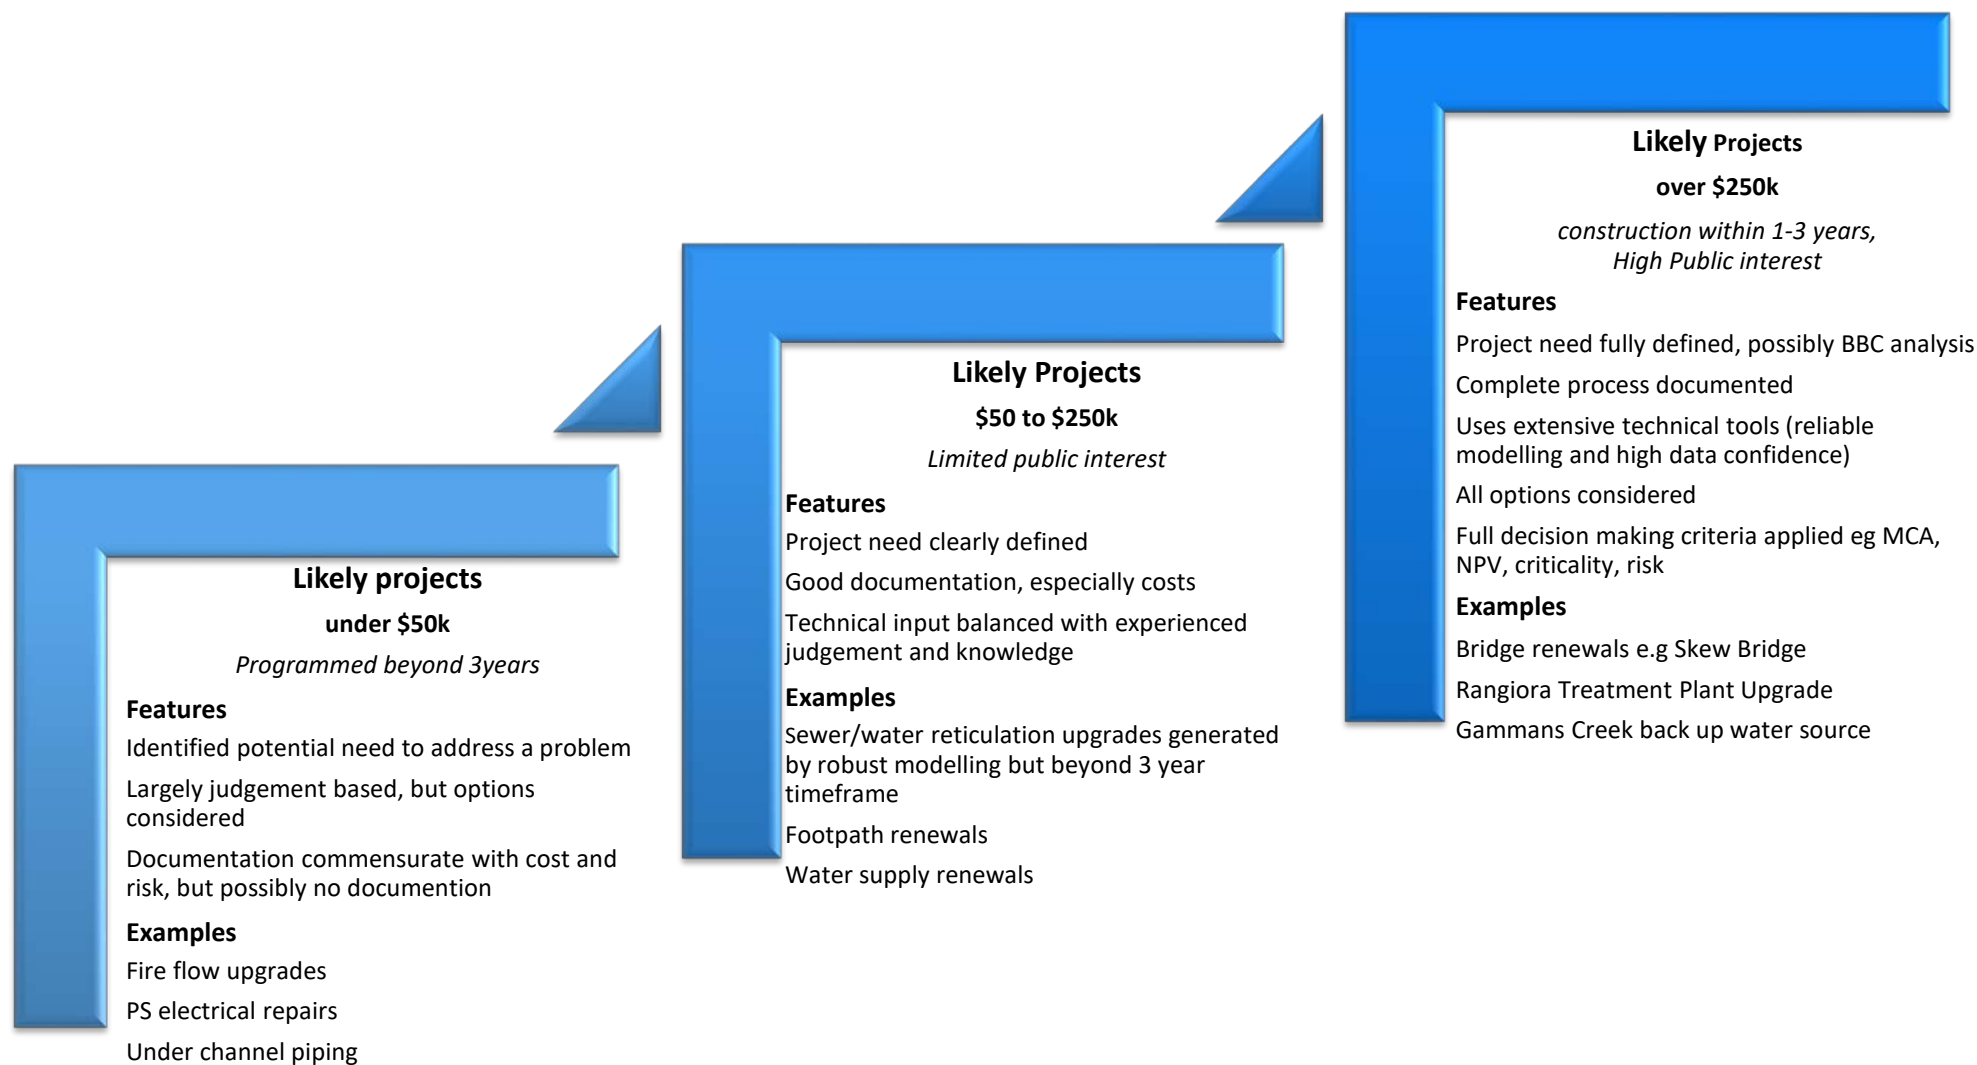 Likely projects
under $50k
Programmed beyond 3years
Features
Identified potential need to address a problem
Largely judgement based, but options
considered
Documentation commensurate with cost and
risk, but possibly no documention
Examples
Fire flow upgrades
PS electrical repairs
Under channel piping
Likely Projects
$50 to $250k
Limited public interest
Features
Project need clearly defined
Good documentation, especially costs
Technical input balanced with experienced
judgement and knowledge
Examples
Sewer/water reticulation upgrades generated
by robust modelling but beyond 3 year
timeframe
Footpath renewals
Water supply renewals
Likely Projects
over $250k
construction within 1-3 years,
High Public interest
Features
Project need fully defined, possibly BBC analysis
Complete process documented
Uses extensive technical tools (reliable
modelling and high data confidence)
All options considered
Full decision making criteria applied eg MCA,
NPV, criticality, risk
Examples
Bridge renewals e.g Skew Bridge
Rangiora Treatment Plant Upgrade
Gammans Creek back up water source